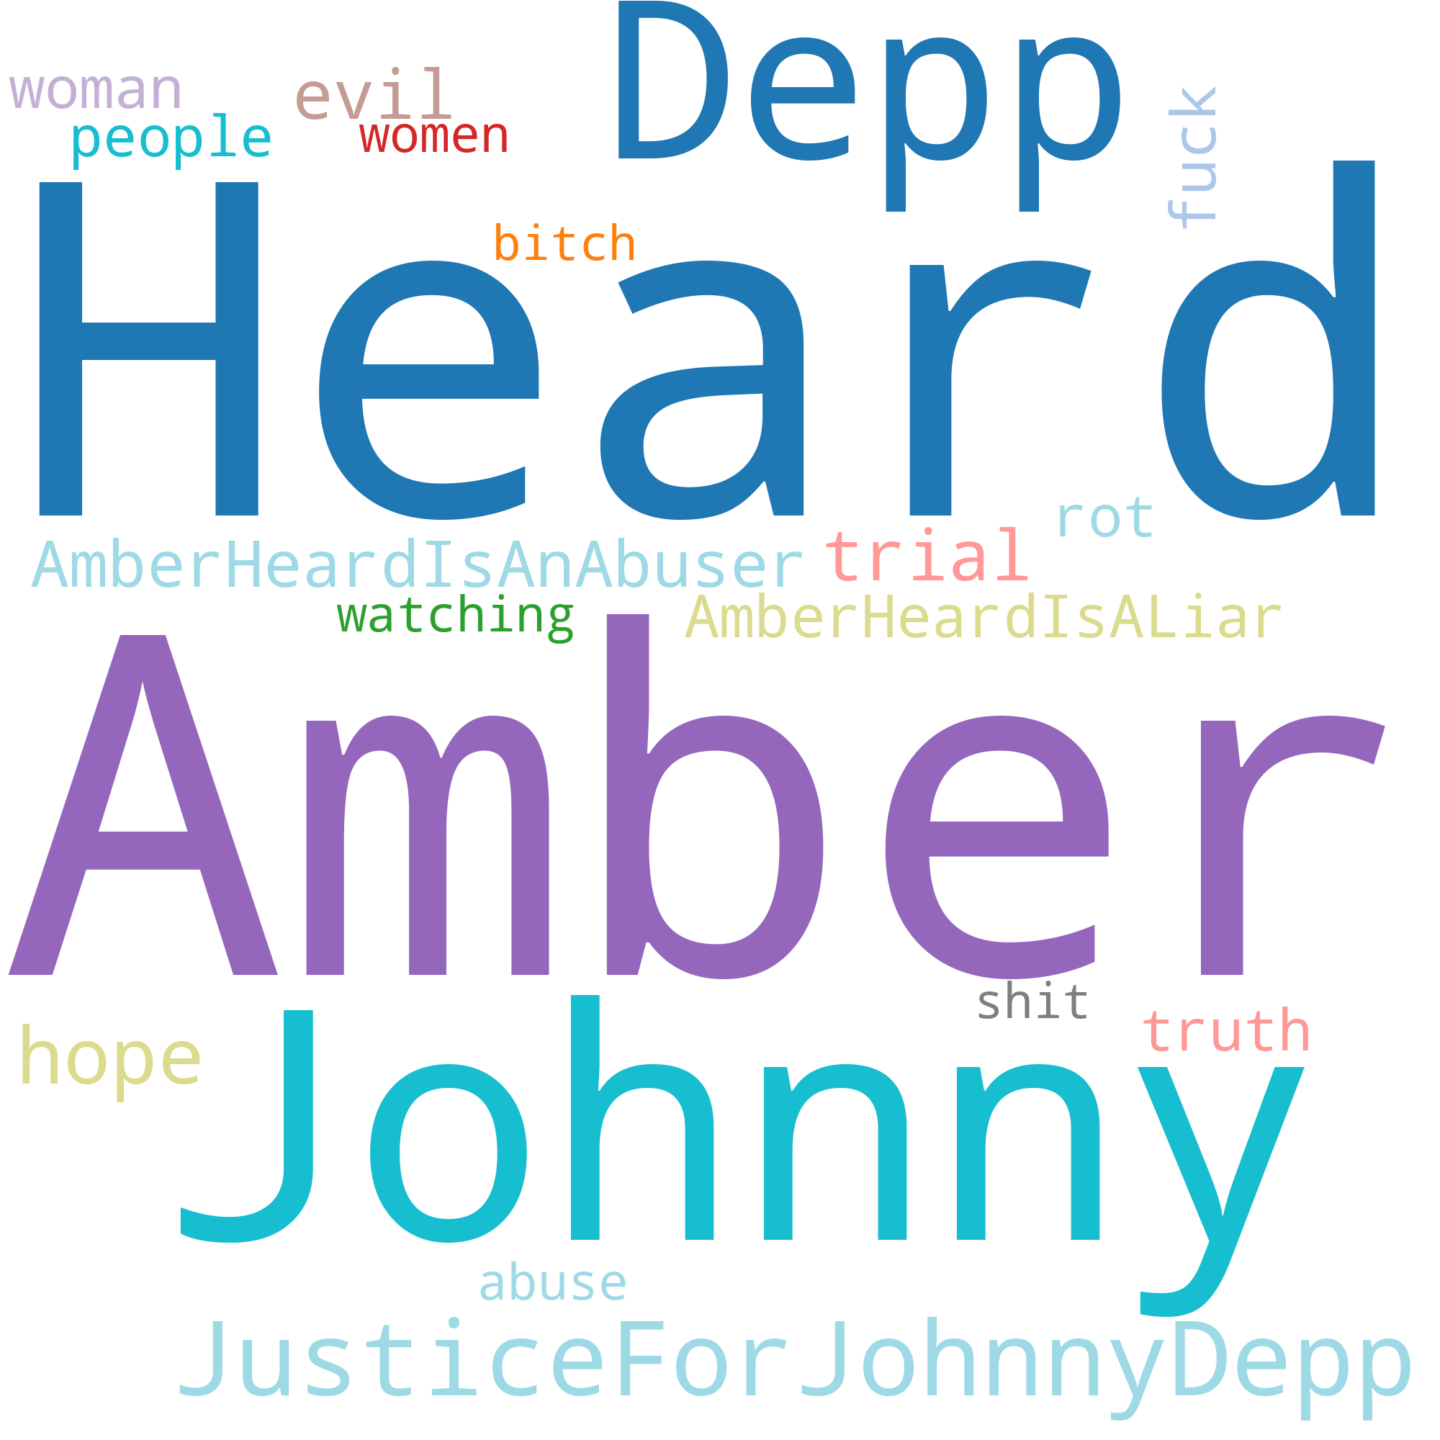 Depp
woman
evil
people
women
fuck
Heard
bitch
rot
AmberHeardIsAnAbuser
trial
watching
AmberHeardIsALiar
Amber
shit
truth
hope
Johnny
abuse
JusticeForJohnnyDepp